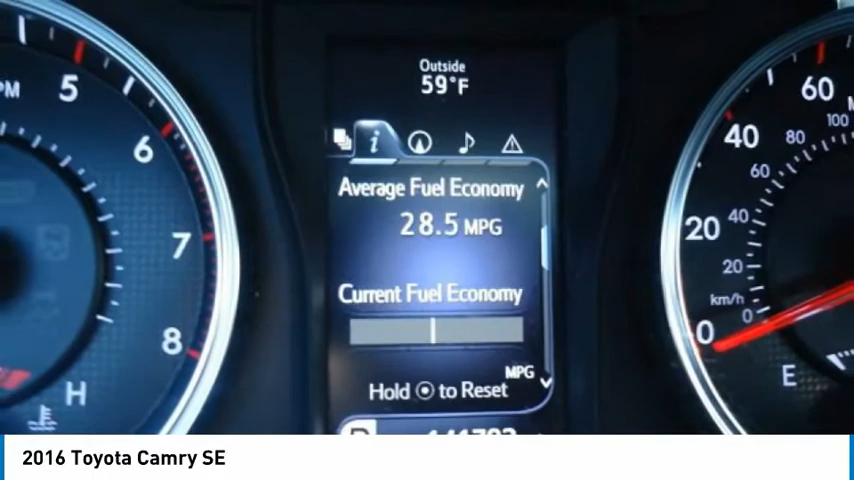 Outside
59°F
i
Average Fuel Economy
28.5 MPG
Current Fuel Economy
MPG
Hold ⦿ to Reset
5
6
7
8
H
60
40
20
0
100
80
60
40
20
km/h
0
E
2016 Toyota Camry SE